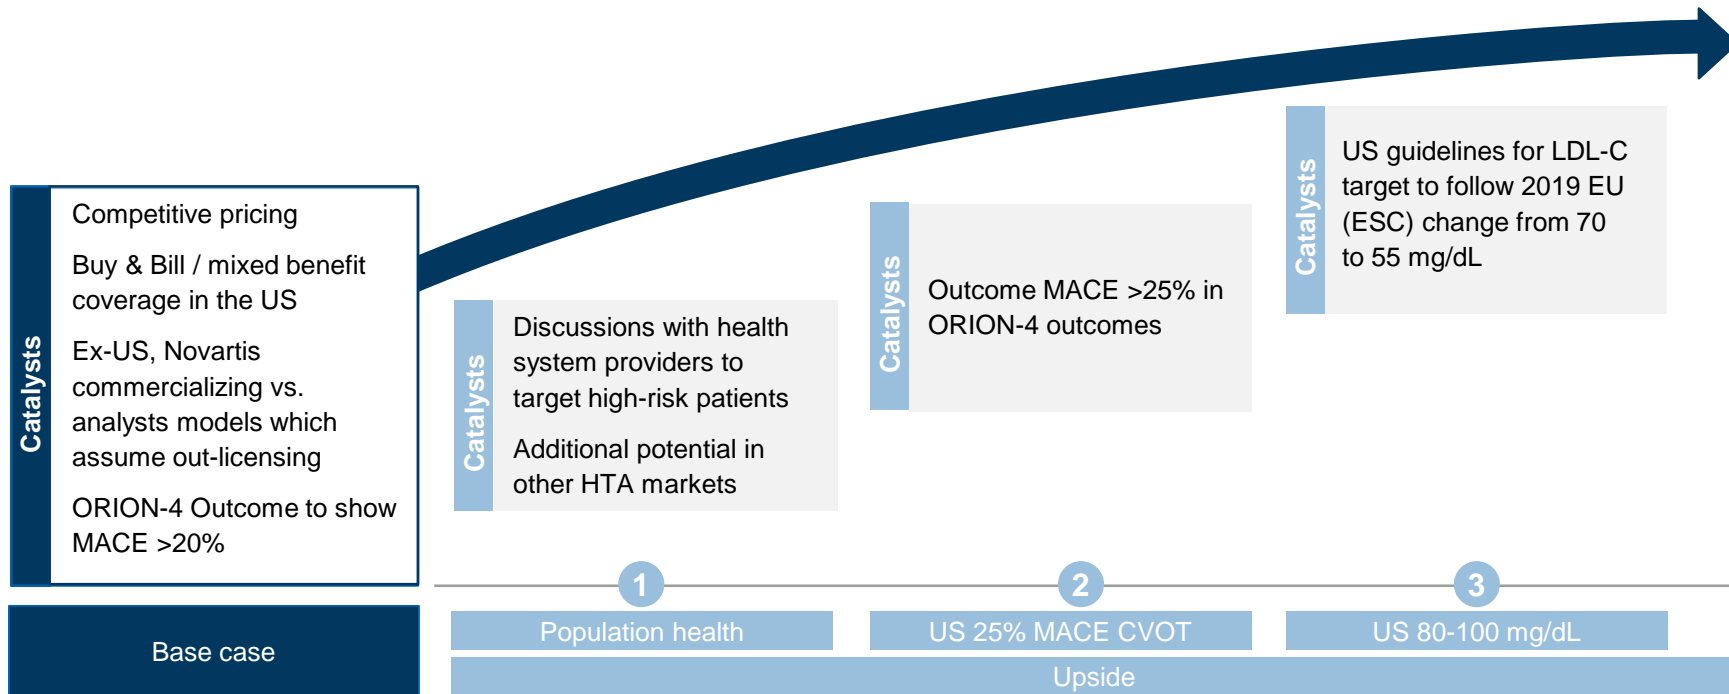 Catalysts
Competitive pricing
Buy & Bill / mixed benefit
coverage in the US
Ex-US, Novartis
commercializing vs.
analysts models which
assume out-licensing
ORION-4 Outcome to show
MACE >20%
Base case
Catalysts
Discussions with health
system providers to
target high-risk patients
Additional potential in
other HTA markets
1
Population health
Catalysts
Outcome MACE >25% in
ORION-4 outcomes
2
US 25% MACE CVOT
Catalysts
US guidelines for LDL-C
target to follow 2019 EU
(ESC) change from 70
to 55 mg/dL
3
US 80-100 mg/dL
Upside